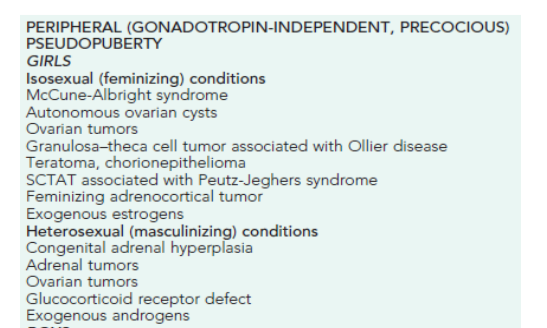 PERIPHERAL (GONADOTROPIN-INDEPENDENT, PRECOCIOUS)
PSEUDOPUBERTY
GIRLS
Isosexual (feminizing) conditions
McCune-Albright syndrome
Autonomous ovarian cysts
Ovarian tumors
Granulosa–theca cell tumor associated with Ollier disease
Teratoma, chorionepithelioma
SCTAT associated with Peutz-Jeghers syndrome
Feminizing adrenocortical tumor
Exogenous estrogens
Heterosexual (masculinizing) conditions
Congenital adrenal hyperplasia
Adrenal tumors
Ovarian tumors
Glucocorticoid receptor defect
Exogenous androgens